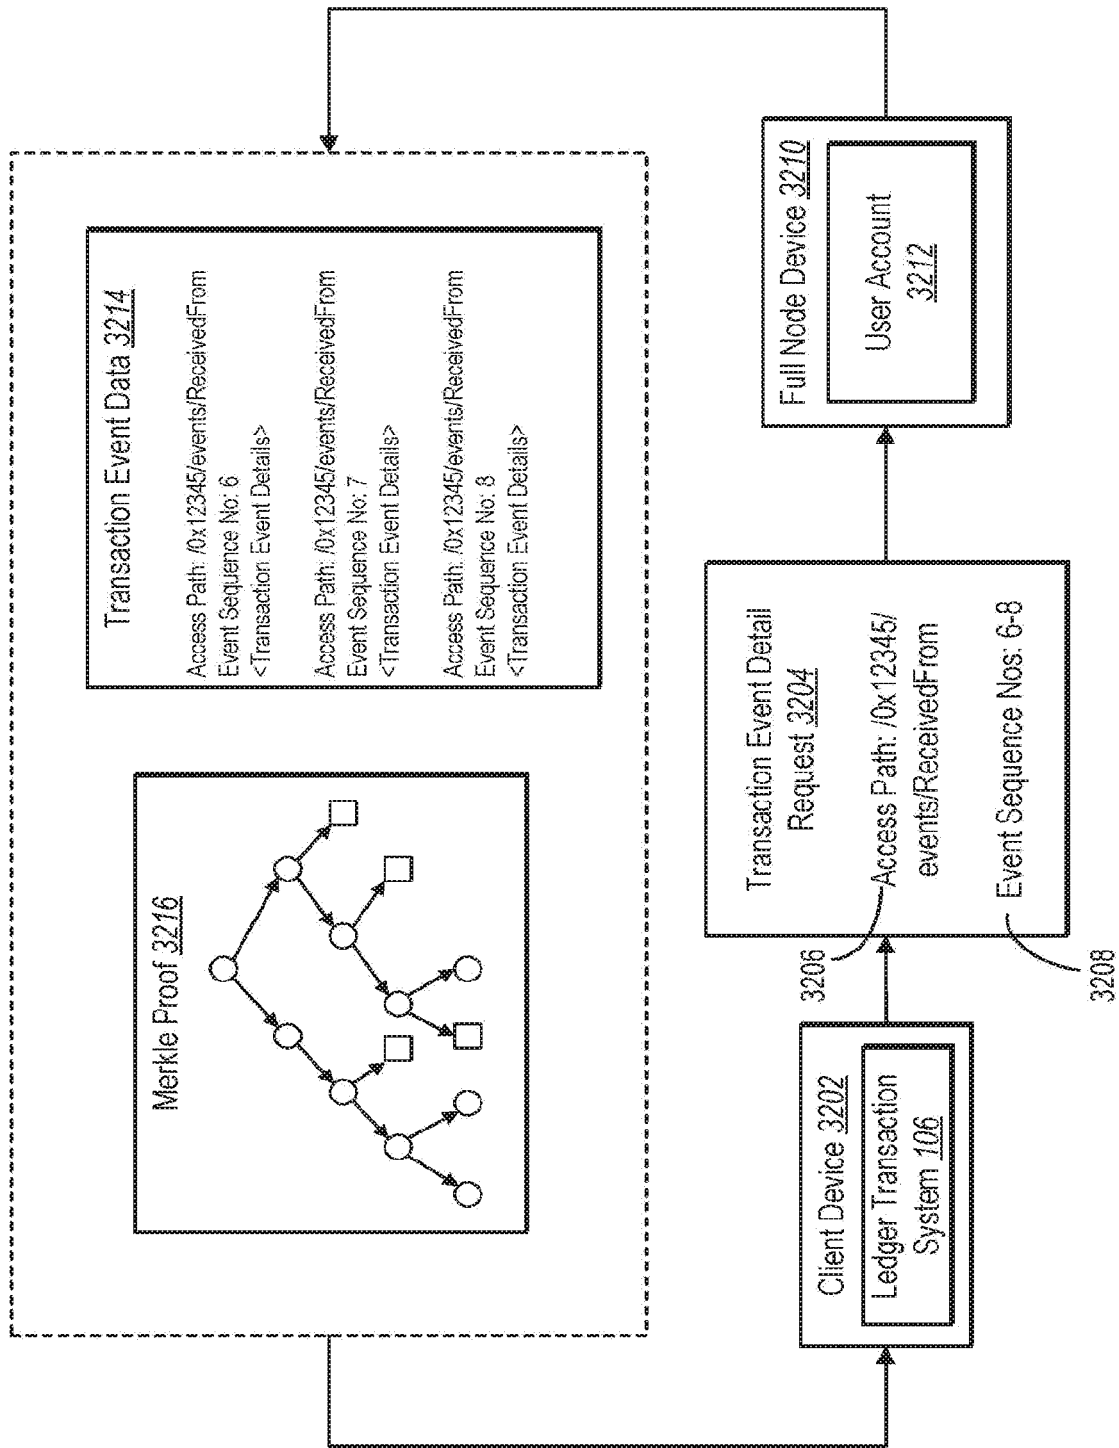 Merkle Proof 3216
Transaction Event Data 3214
Access Path: /0x12345/events/ReceivedFrom
Event Sequence No: 6
<Transaction Event Details>
Access Path: /0x12345/events/ReceivedFrom
Event Sequence No: 7
<Transaction Event Details>
Access Path: /0x12345/events/ReceivedFrom
Event Sequence No: 8
<Transaction Event Details>
Client Device 3202
Ledger Transaction
System 106
3206
3208
Transaction Event Detail
Request 3204
Access Path: /0x12345/
events/ReceivedFrom
Event Sequence Nos: 6-8
Full Node Device 3210
User Account
3212